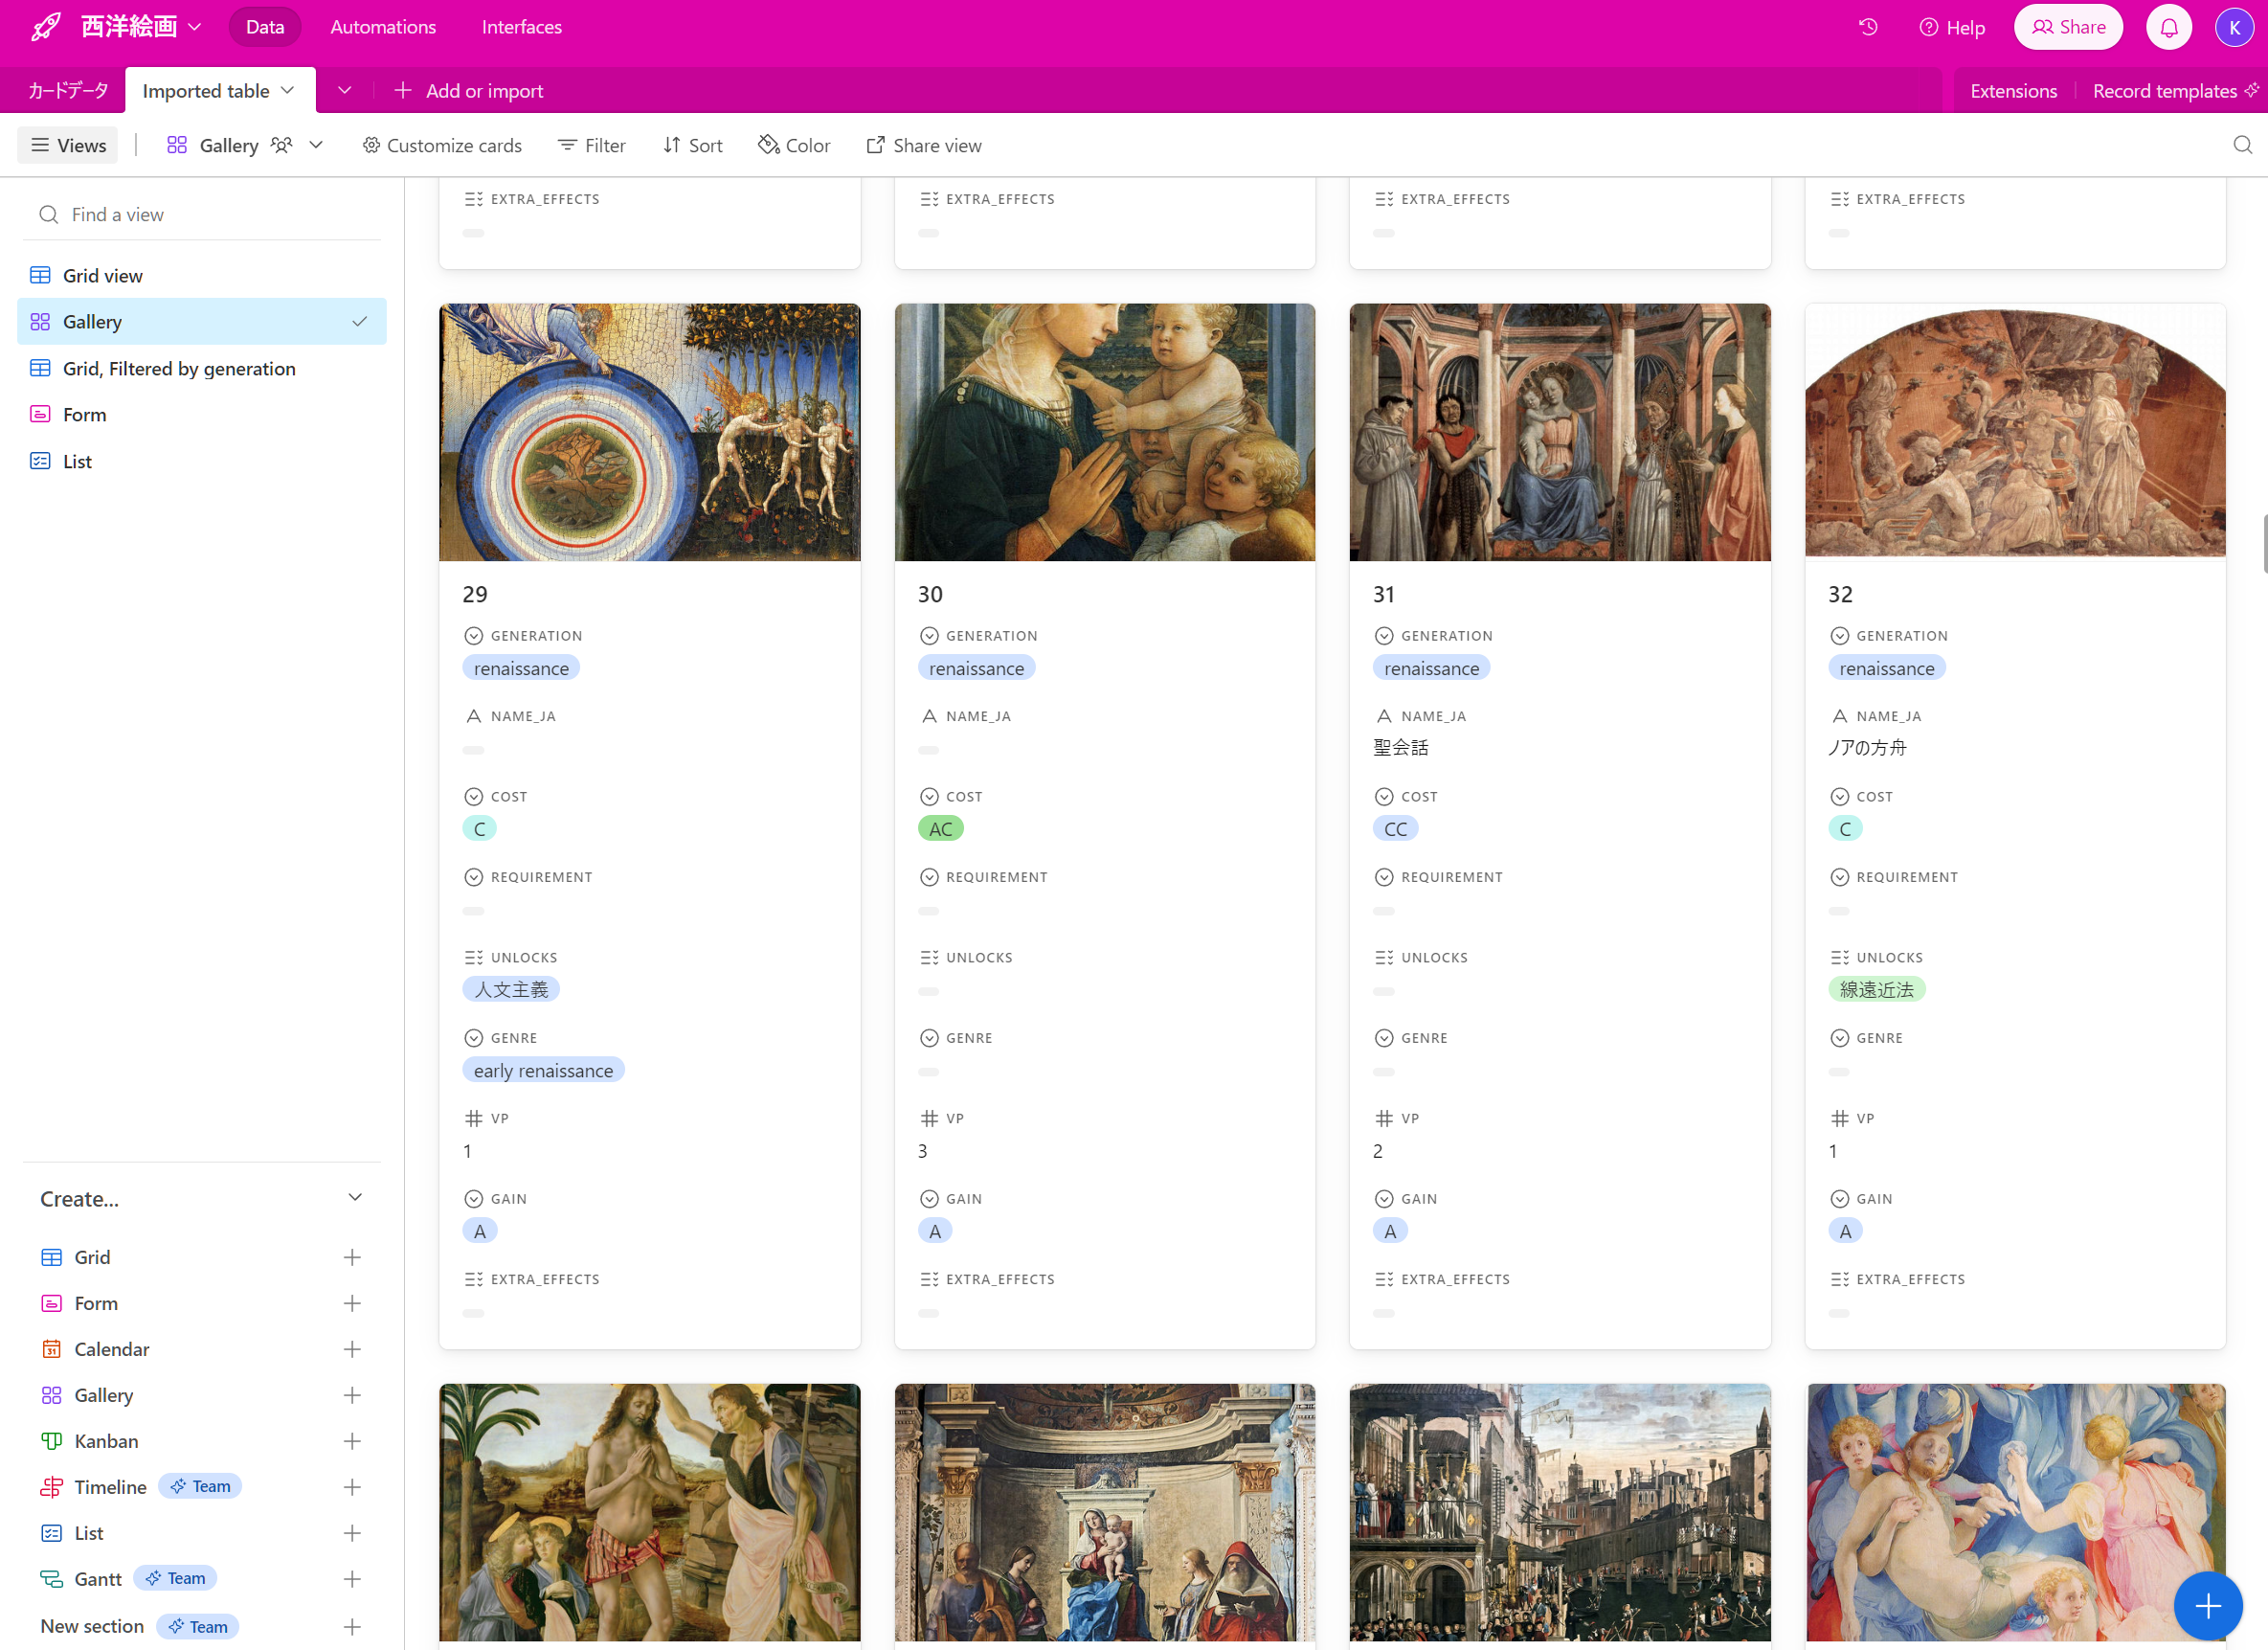 西洋絵画
Data
Automations
Interfaces
Help
Share
K
カードデータ
Imported table
Add or import
Extensions
Record templates
Views
Gallery
Customize cards
Filter
Sort
Color
Share view
Find a view
Grid view
Gallery
Grid, Filtered by generation
Form
List
Create...
Grid
Form
Calendar
Gallery
Kanban
Timeline
Team
List
Gantt
Team
New section
Team
EXTRA_EFFECTS
EXTRA_EFFECTS
EXTRA_EFFECTS
EXTRA_EFFECTS
29
GENERATION
renaissance
NAME_JA
COST
C
REQUIREMENT
UNLOCKS
人文主義
GENRE
early renaissance
VP
1
GAIN
A
EXTRA_EFFECTS
30
GENERATION
renaissance
NAME_JA
COST
AC
REQUIREMENT
UNLOCKS
GENRE
VP
3
GAIN
A
EXTRA_EFFECTS
31
GENERATION
renaissance
NAME_JA
聖会話
COST
CC
REQUIREMENT
UNLOCKS
GENRE
VP
2
GAIN
A
EXTRA_EFFECTS
32
GENERATION
renaissance
NAME_JA
ノアの方舟
COST
C
REQUIREMENT
UNLOCKS
線遠近法
GENRE
VP
1
GAIN
A
EXTRA_EFFECTS